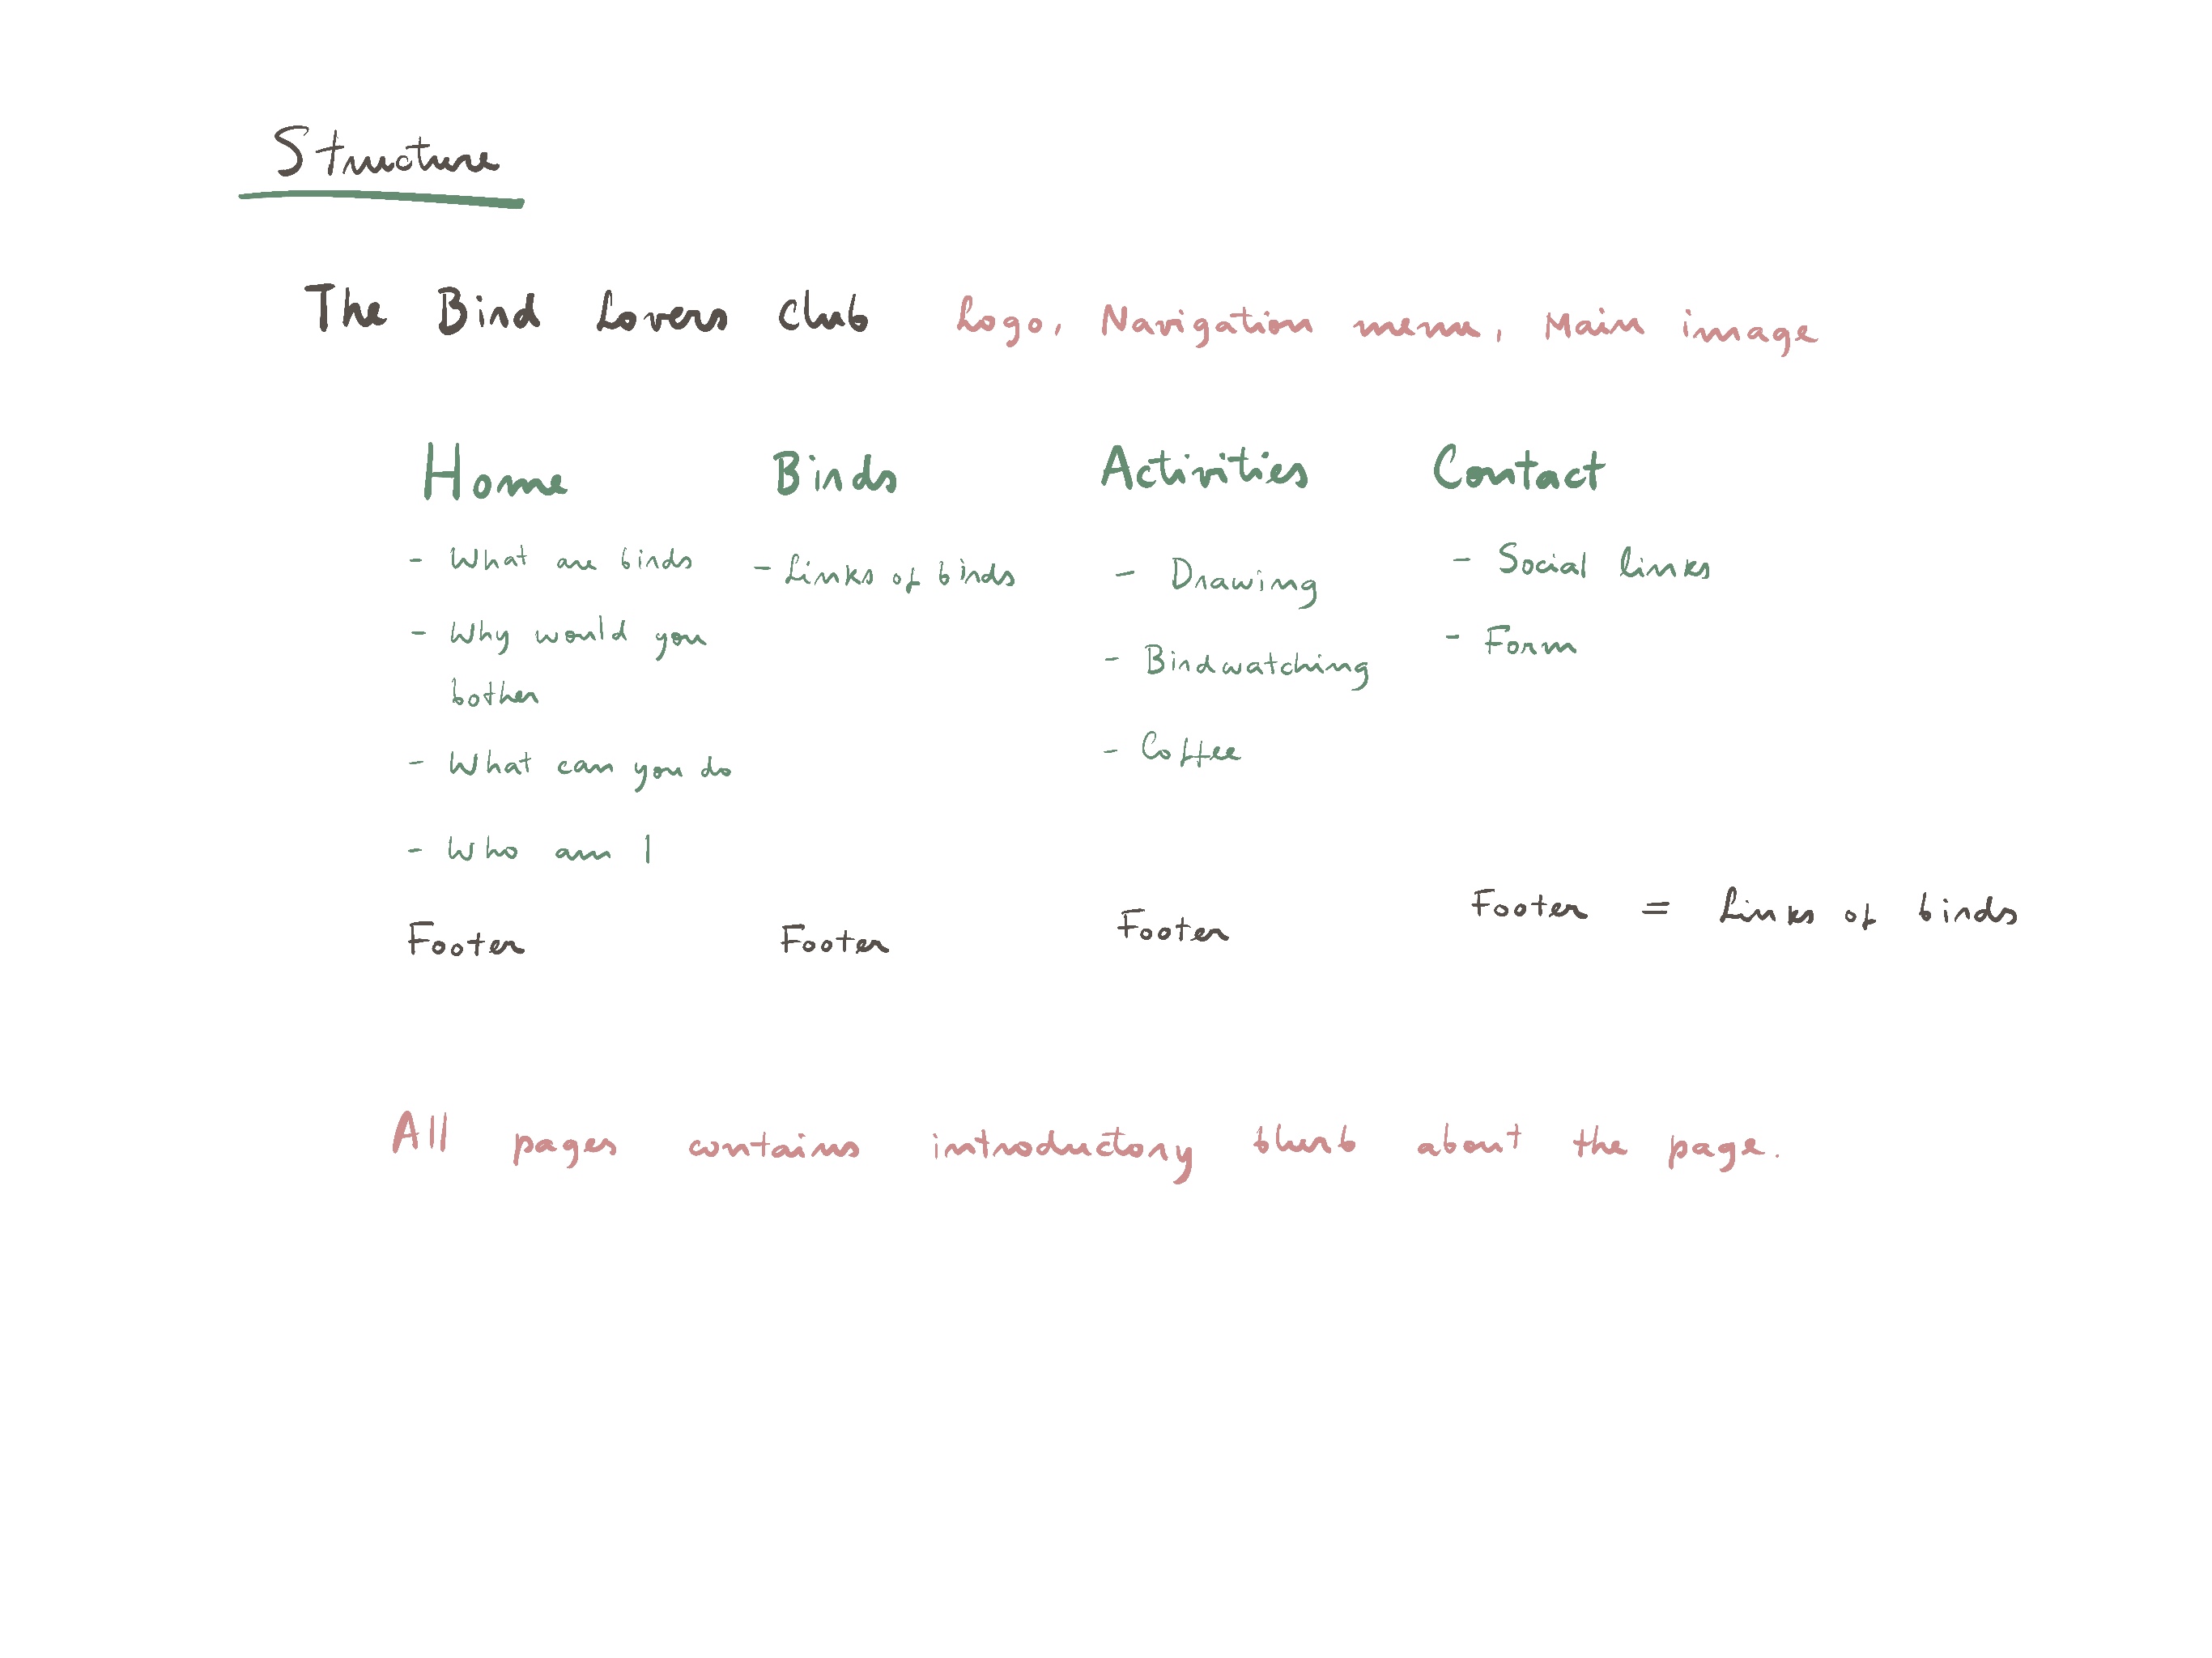 Structure
The Bird Lovers Club Logo, Navigation menu, Main image
Home Birds Activities Contact
- What are birds
- Why would you
bother
- What can you do
- Who am I
- Links of birds
- Drawing
- Birdwatching
- Coffee
- Social links
- Form
Footer Footer Footer Footer = Links of birds
All pages contains introductory blurb about the page.